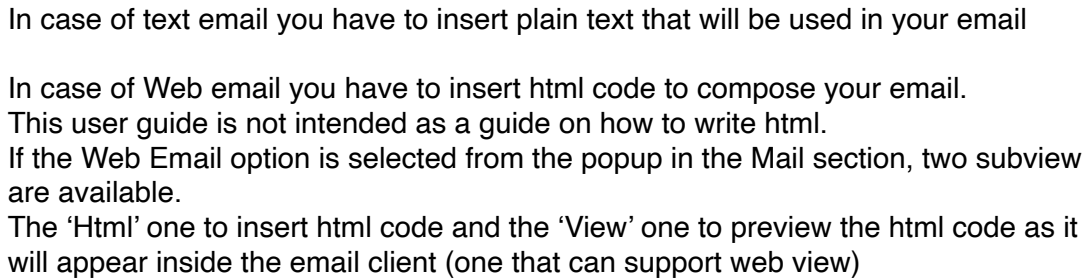 In case of text email you have to insert plain text that will be used in your email
In case of Web email you have to insert html code to compose your email.
This user guide is not intended as a guide on how to write html.
If the Web Email option is selected from the popup in the Mail section, two subview
are available.
The ‘Html’ one to insert html code and the ‘View’ one to preview the html code as it
will appear inside the email client (one that can support web view)